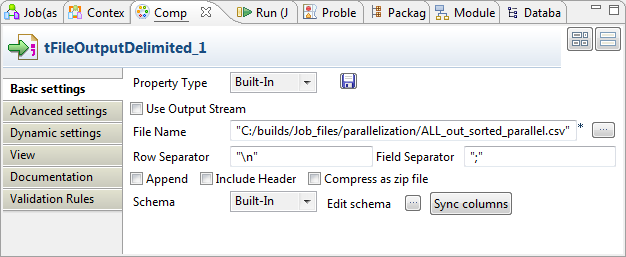 Job(as Contex Comp Run (J Proble Packag Module Databa
tFileOutputDelimited_1
Basic settings
Advanced settings
Dynamic settings
View
Documentation
Validation Rules
Property Type Built-In
Use Output Stream
File Name "C:/builds/Job_files/parallelization/ALL_out_sorted_parallel.csv" * ...
Row Separator "\n" Field Separator ";"
Append Include Header Compress as zip file
Schema Built-In Edit schema ... Sync columns